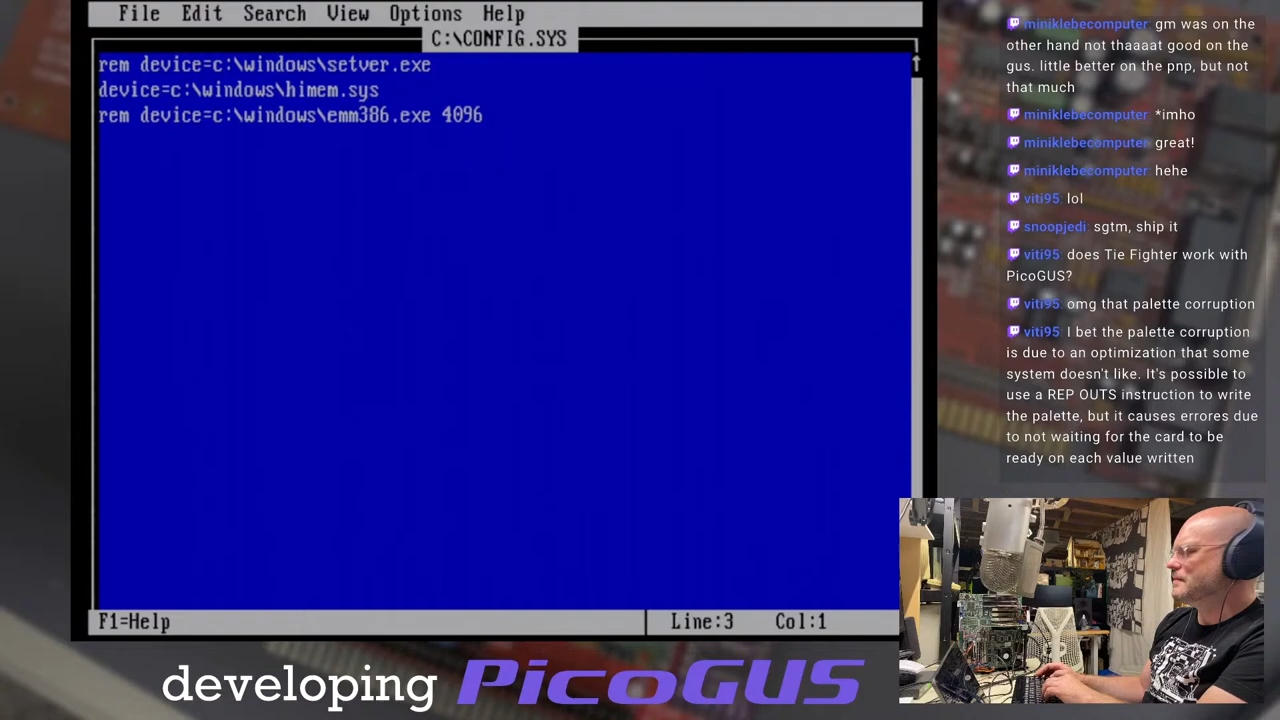 File Edit Search View Options Help
C:\CONFIG.SYS
rem device=c:\windows\setver.exe
device=c:\windows\himem.sys
rem device=c:\windows\emm386.exe 4096
F1=Help Line:3 Col:1
developing PicoGUS
miniklebecomputer: gm was on the
other hand not thaaaat good on the
gus. little better on the pnp, but not
that much
miniklebecomputer: *imho
miniklebecomputer: great!
miniklebecomputer: hehe
viti95: lol
snoopjedi: sgtm, ship it
viti95: does Tie Fighter work with
PicoGUS?
viti95: omg that palette corruption
viti95: I bet the palette corruption
is due to an optimization that some
system doesn't like. It's possible to
use a REP OUTS instruction to write
the palette, but it causes errores due
to not waiting for the card to be
ready on each value written